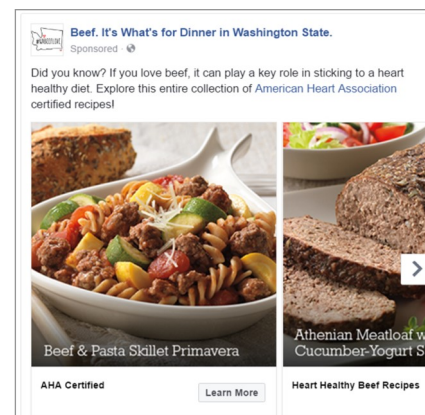 Beef. It's What's for Dinner in Washington State.
Sponsored ·
Did you know? If you love beef, it can play a key role in sticking to a heart
healthy diet. Explore this entire collection of American Heart Association
certified recipes!
Beef & Pasta Skillet Primavera
Athenian Meatloaf w
Cucumber-Yogurt S
AHA Certified
Learn More
Heart Healthy Beef Recipes